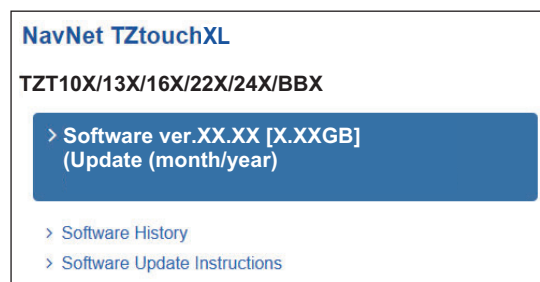 NavNet TZtouchXL
TZT10X/13X/16X/22X/24X/BBX
> Software ver.XX.XX [X.XXGB]
(Update (month/year)
> Software History
> Software Update Instructions